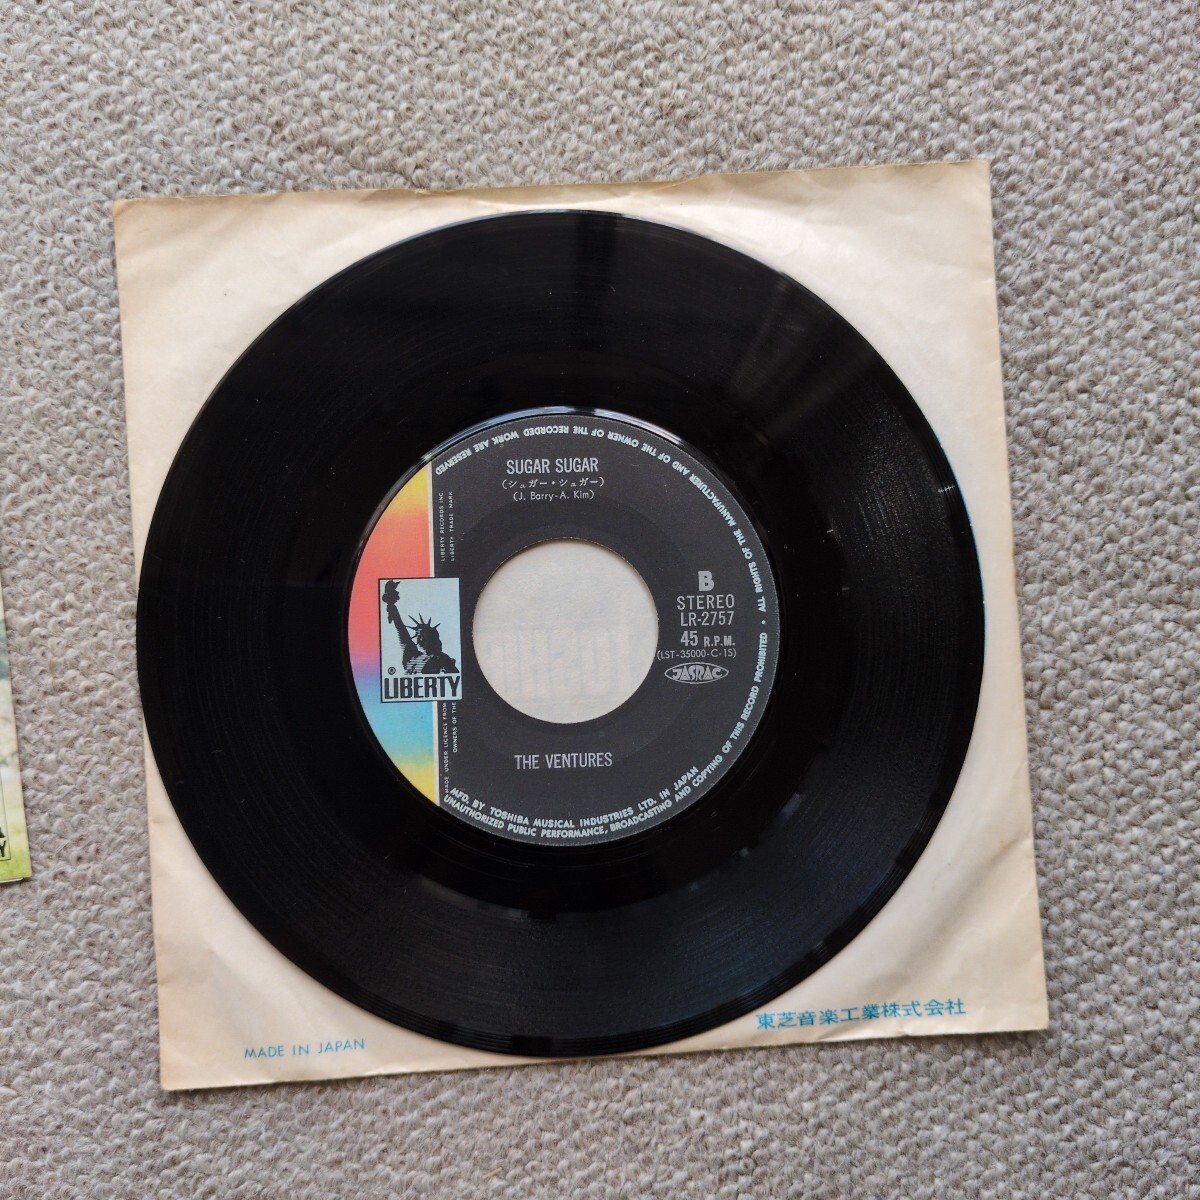 SUGAR SUGAR
(シュガー・シュガー)
(J. Barry-A. Kim)
B
STEREO
LR-2757
45 R.P.M.
(LST-35000-C-1S)
JASRAC
® LIBERTY
LIBERTY RECORDS INC.
LIBERTY TRADE MARK
MADE UNDER LICENCE FROM
OWNERS OF THE
THE VENTURES
MFD. BY TOSHIBA MUSICAL INDUSTRIES LTD. IN JAPAN
UNAUTHORIZED PUBLIC PERFORMANCE, BROADCASTING AND COPYING OF THIS RECORD PROHIBITED • ALL RIGHTS OF THE MANUFACTURER AND OF THE OWNER OF THE RECORDED WORK ARE RESERVED
MADE IN JAPAN
東芝音楽工業株式会社